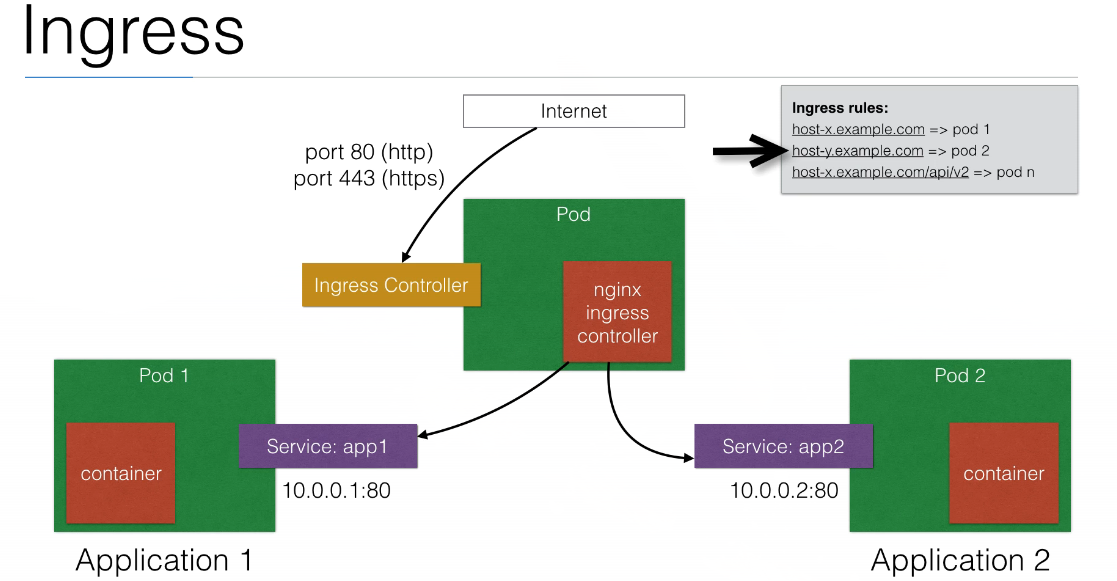 Ingress
Internet
port 80 (http)
port 443 (https)
Ingress rules:
host-x.example.com => pod 1
host-y.example.com => pod 2
host-x.example.com/api/v2 => pod n
Pod
Ingress Controller
nginx
ingress
controller
Pod 1
container
Service: app1
10.0.0.1:80
Application 1
Pod 2
Service: app2
container
10.0.0.2:80
Application 2